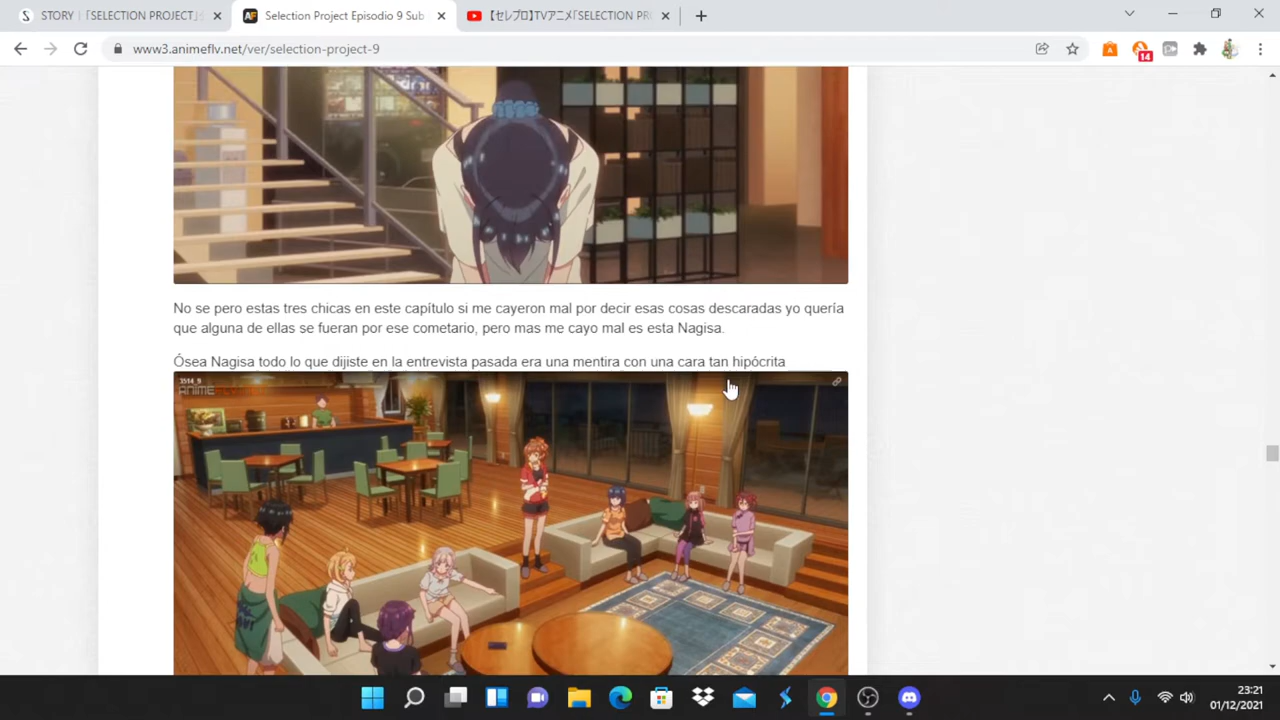 STORY｜「SELECTION PROJECT」
Selection Project Episodio 9 Sub
【セレプロ】TVアニメ「SELECTION PRO
www3.animeflv.net/ver/selection-project-9
14
No se pero estas tres chicas en este capítulo si me cayeron mal por decir esas cosas descaradas yo quería
que alguna de ellas se fueran por ese cometario, pero mas me cayo mal es esta Nagisa.
Ósea Nagisa todo lo que dijiste en la entrevista pasada era una mentira con una cara tan hipócrita
3514_9
23:21
01/12/2021